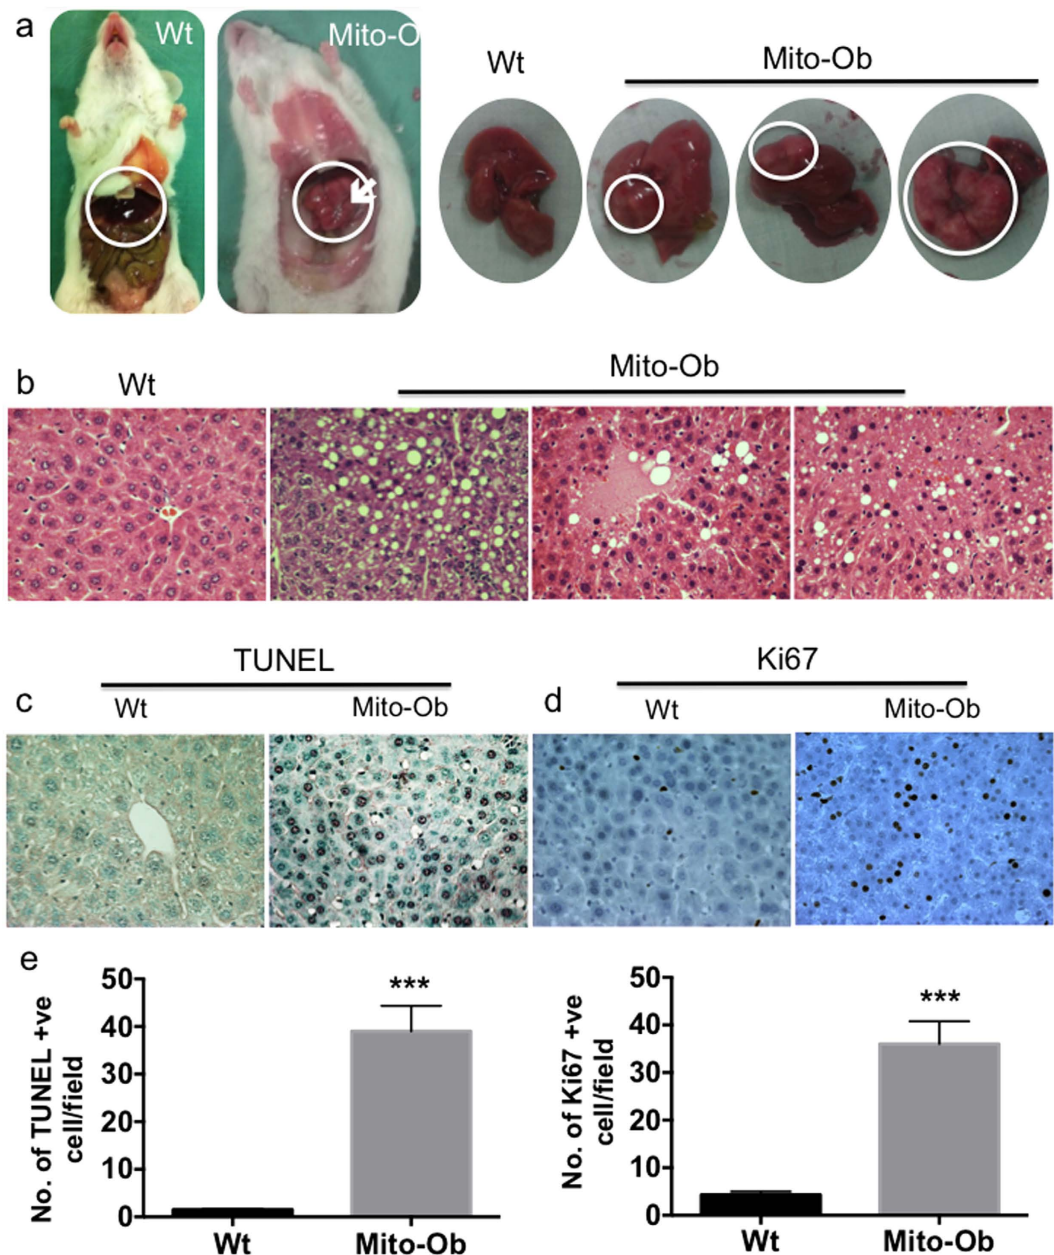 a
Wt
Mito-O
Wt
Mito-Ob
b
Wt
Mito-Ob
TUNEL
Ki67
c
Wt
Mito-Ob
d
Wt
Mito-Ob
e
50
40
30
20
10
0
No. of TUNEL +ve
cell/field
***
Wt
Mito-Ob
50
40
30
20
10
0
No. of Ki67 +ve
cell/field
***
Wt
Mito-Ob